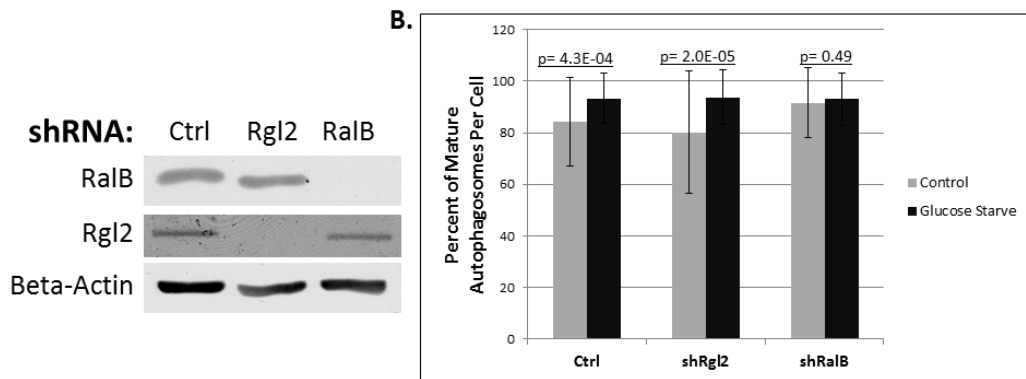 shRNA: Ctrl Rgl2 RalB
RalB
Rgl2
Beta-Actin
B.
Percent of Mature
Autophagosomes Per Cell
120
100
80
60
40
20
0
p= 4.3E-04
p= 2.0E-05
p= 0.49
Ctrl
shRgl2
shRalB
Control
Glucose Starve